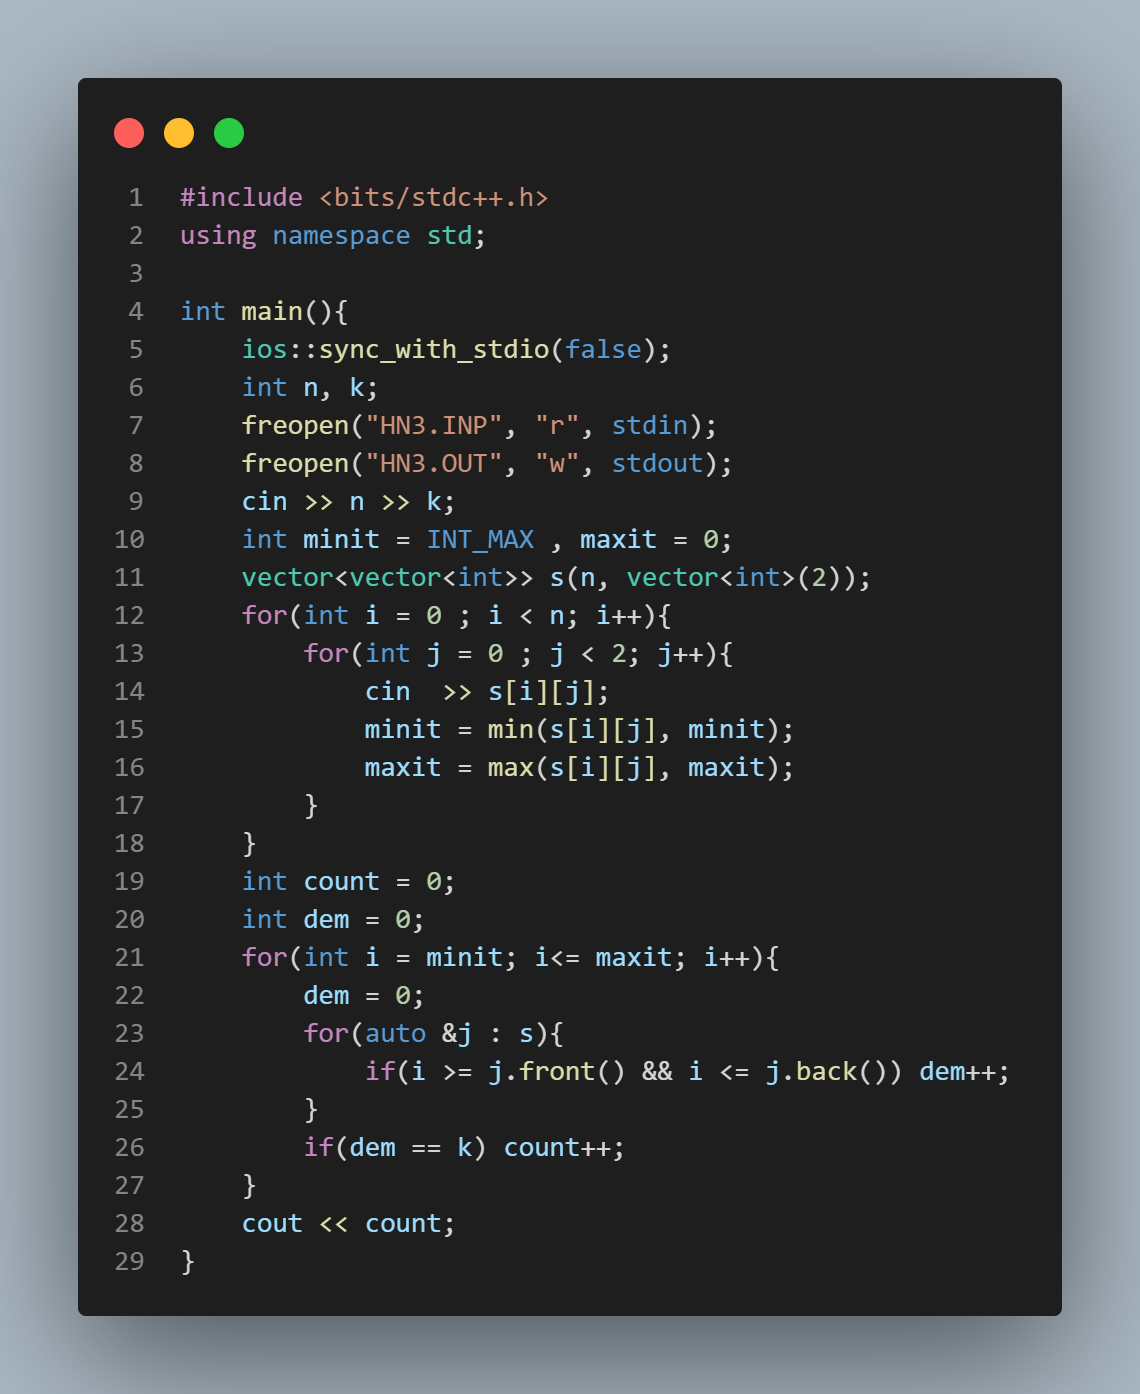 1 #include <bits/stdc++.h>
2 using namespace std;
3
4 int main(){
5     ios::sync_with_stdio(false);
6     int n, k;
7     freopen("HN3.INP", "r", stdin);
8     freopen("HN3.OUT", "w", stdout);
9     cin >> n >> k;
10     int minit = INT_MAX , maxit = 0;
11     vector<vector<int>> s(n, vector<int>(2));
12     for(int i = 0 ; i < n; i++){
13         for(int j = 0 ; j < 2; j++){
14             cin  >> s[i][j];
15             minit = min(s[i][j], minit);
16             maxit = max(s[i][j], maxit);
17         }
18     }
19     int count = 0;
20     int dem = 0;
21     for(int i = minit; i<= maxit; i++){
22         dem = 0;
23         for(auto &j : s){
24             if(i >= j.front() && i <= j.back()) dem++;
25         }
26         if(dem == k) count++;
27     }
28     cout << count;
29 }